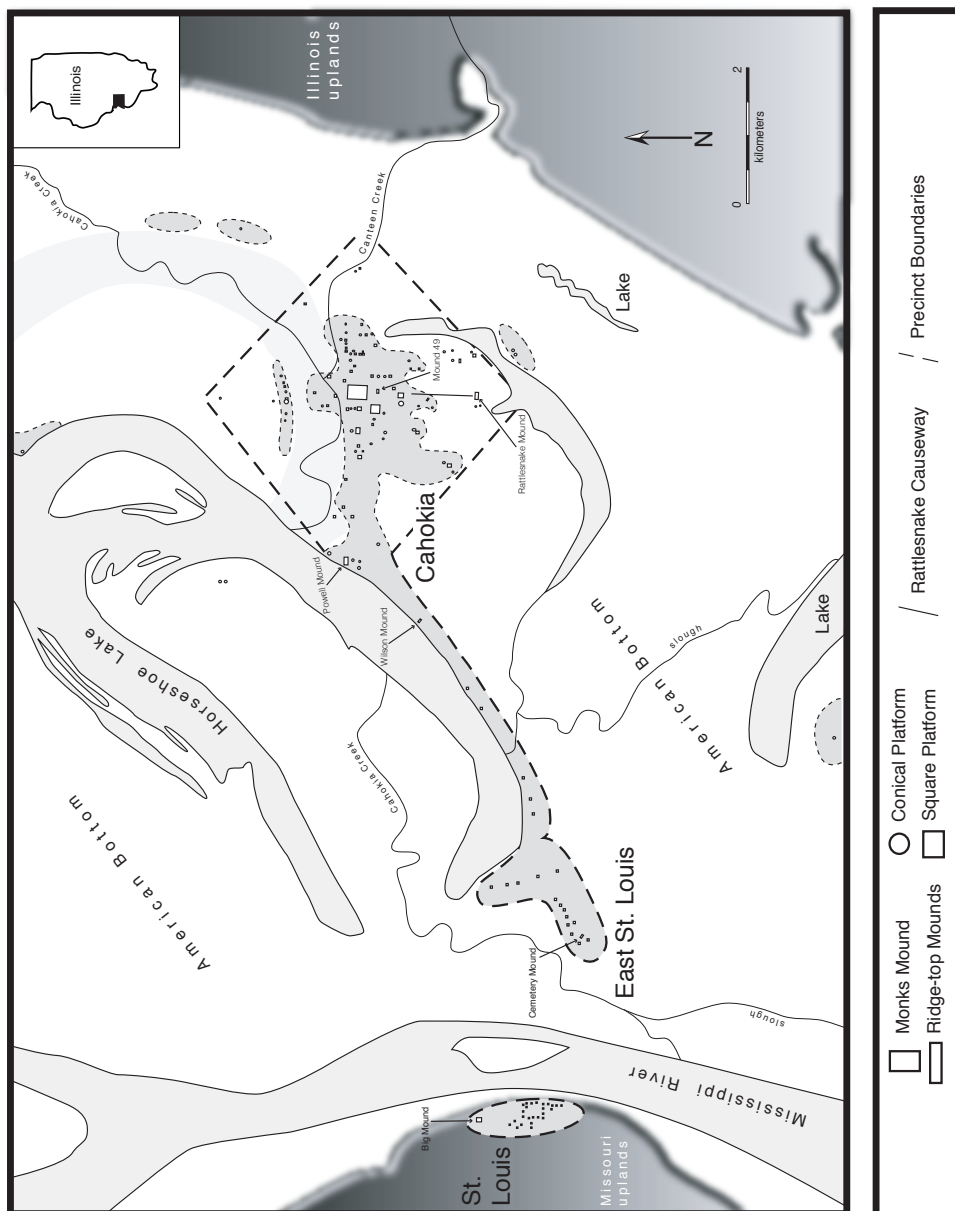 Illinois
Illinois
uplands
Cahokia Creek
Canteen Creek
N
0
2
kilometers
Lake
Mound 49
Rattlesnake Mound
Cahokia
Powell Mound
Wilson Mound
Horseshoe Lake
Cahokia Creek
American Bottom
American Bottom
slough
Lake
East St. Louis
Cemetery Mound
slough
Mississippi River
Big Mound
St.
Louis
Missouri
uplands
Monks Mound
Conical Platform
Rattlesnake Causeway
Precinct Boundaries
Ridge-top Mounds
Square Platform